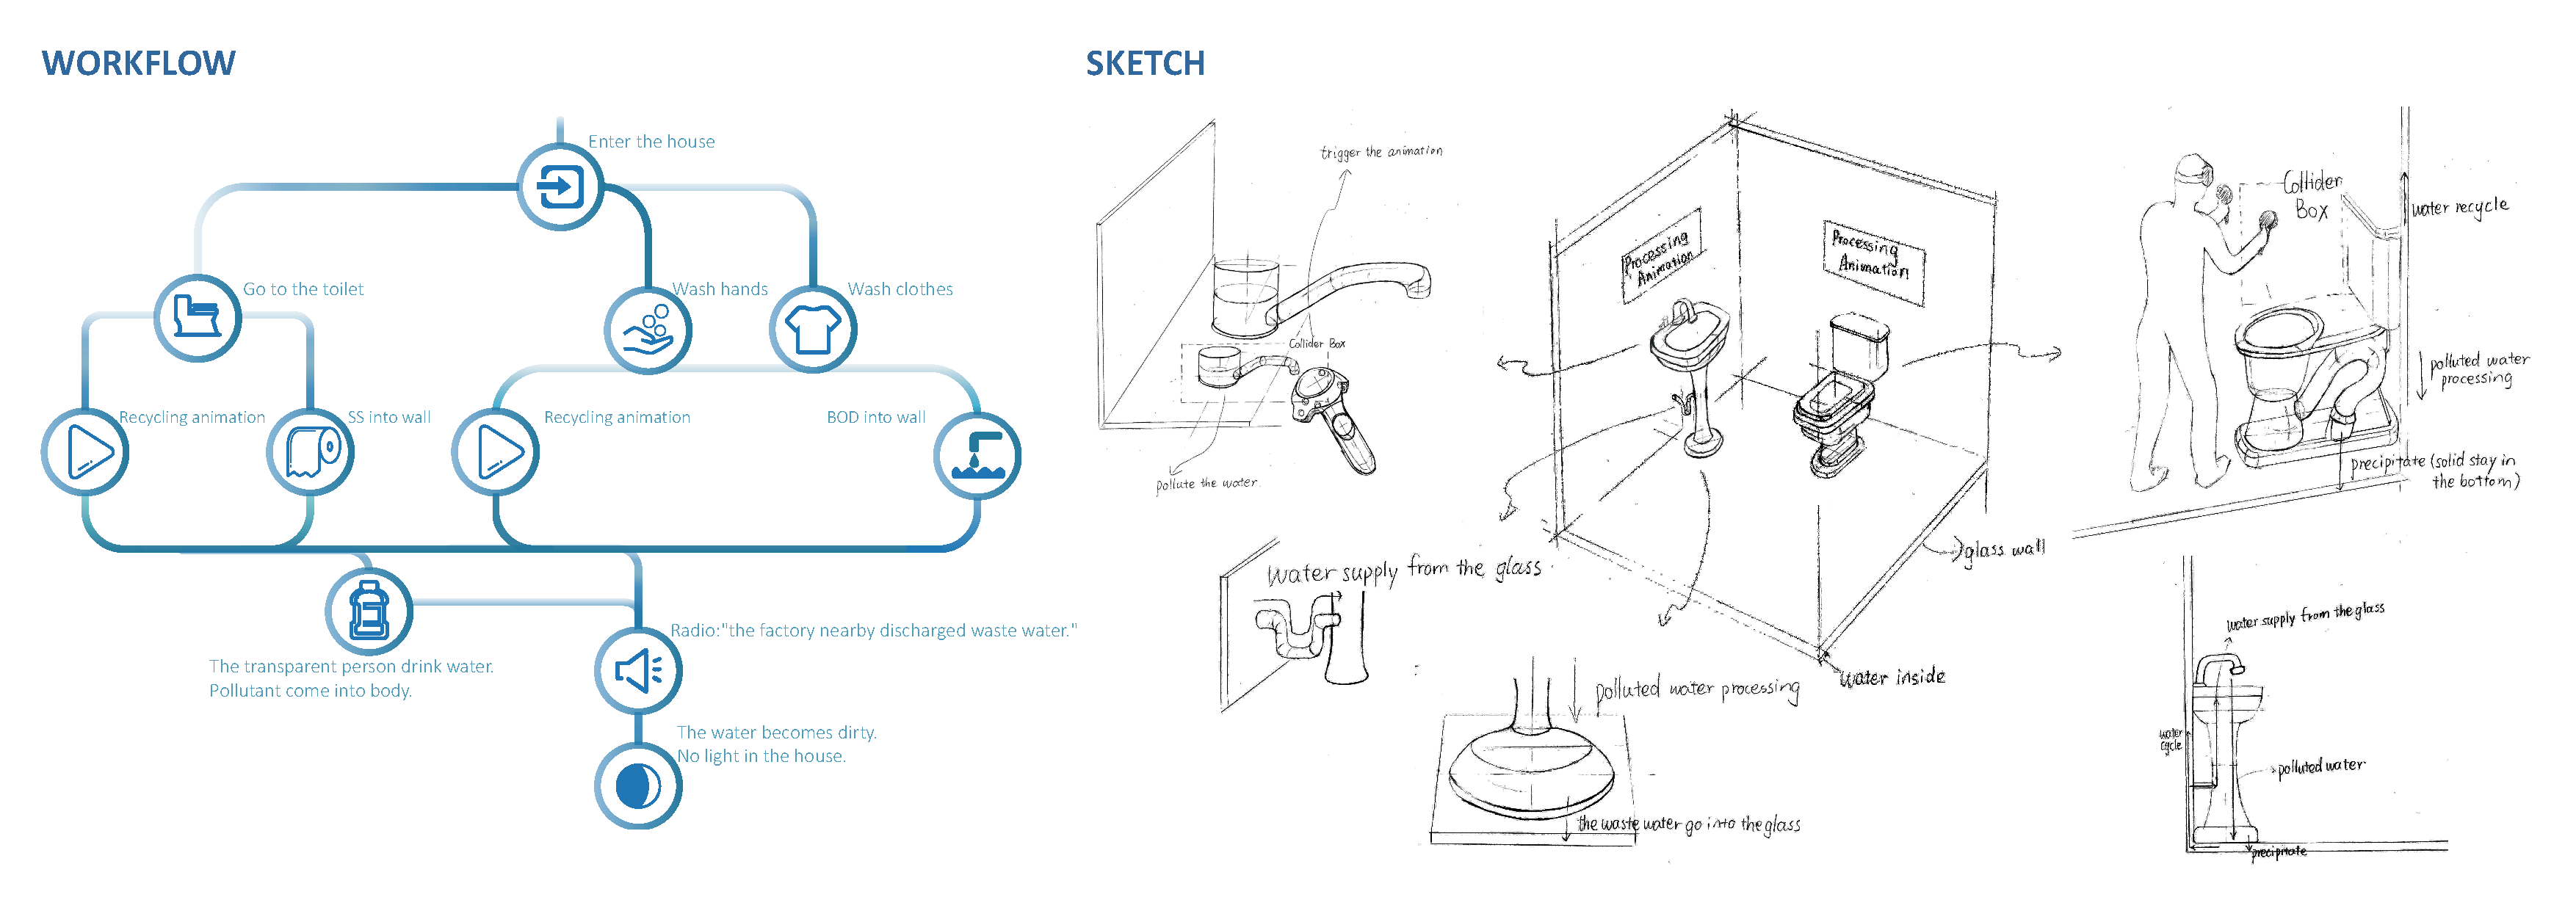 WORKFLOW
Enter the house
Go to the toilet
Wash hands
Wash clothes
Recycling animation
SS into wall
Recycling animation
BOD into wall
The transparent person drink water.
Pollutant come into body.
Radio:"the factory nearby discharged waste water."
The water becomes dirty.
No light in the house.
SKETCH
trigger the animation
Collider Box
pollute the water.
Processing
Animation
Processing
Animation
glass wall
water inside
water supply from the glass
polluted water processing
the waste water go into the glass
Collider
Box
water recycle
polluted water
processing
precipitate (solid stay in
the bottom)
water supply from the glass
water
cycle
polluted water
precipitate